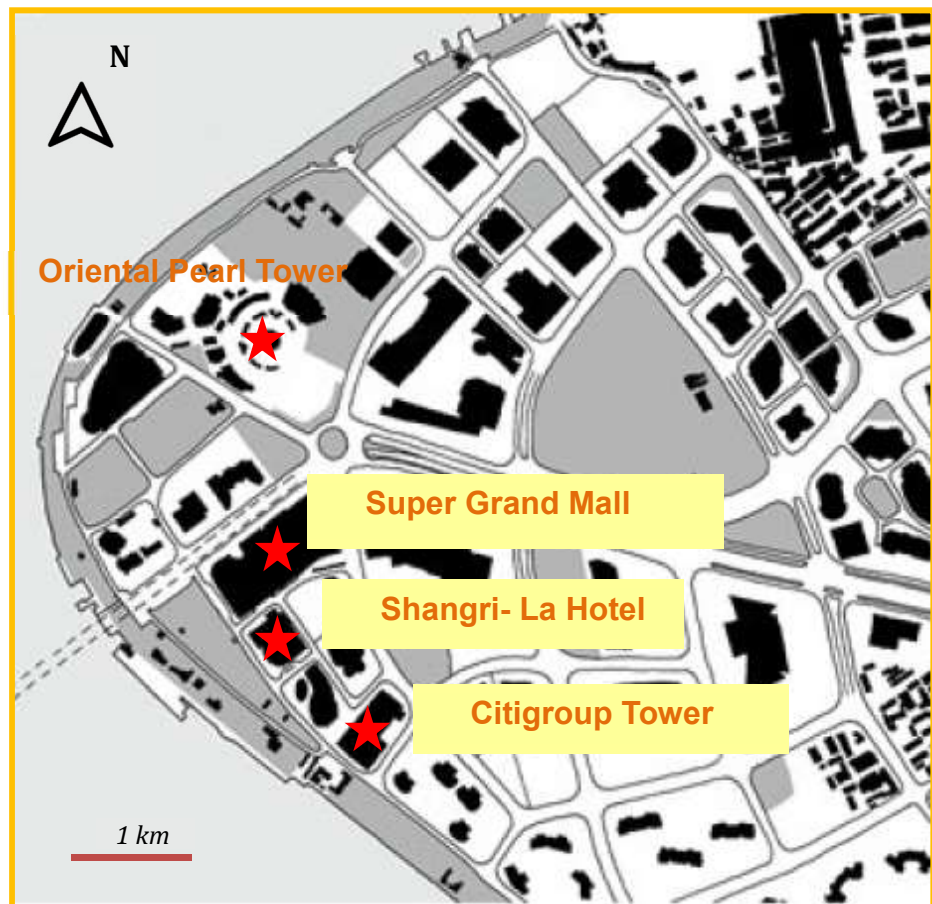 N
Oriental Pearl Tower
Super Grand Mall
Shangri- La Hotel
Citigroup Tower
1 km